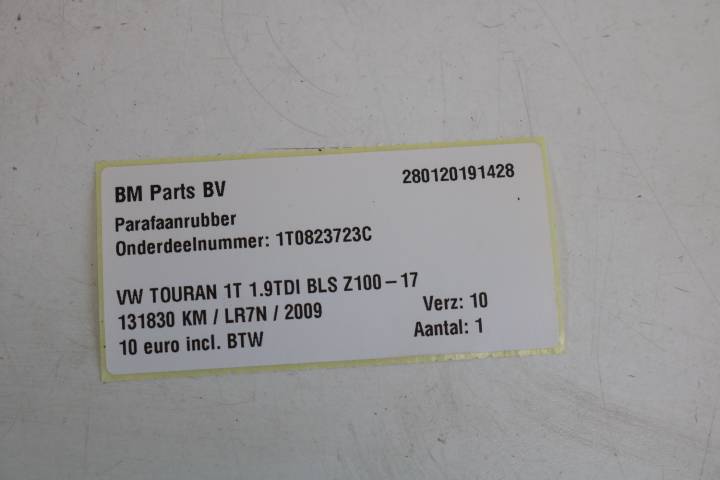 BM Parts BV 280120191428
Parafaanrubber
Onderdeelnummer: 1T0823723C
VW TOURAN 1T 1.9TDI BLS Z100-17
131830 KM / LR7N / 2009 Verz: 10
10 euro incl. BTW Aantal: 1